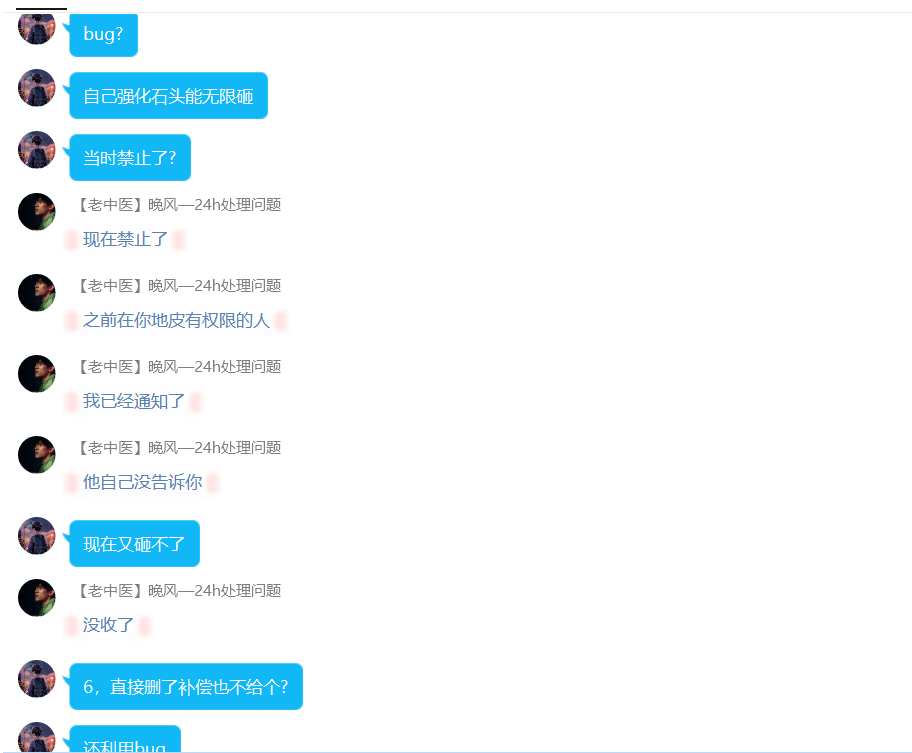 bug?
自己强化石头能无限砸
当时禁止了?
【老中医】晚风—24h处理问题
现在禁止了
【老中医】晚风—24h处理问题
之前在你地皮有权限的人
【老中医】晚风—24h处理问题
我已经通知了
【老中医】晚风—24h处理问题
他自己没告诉你
现在又砸不了
【老中医】晚风—24h处理问题
没收了
6，直接删了补偿也不给个?
还利用bug